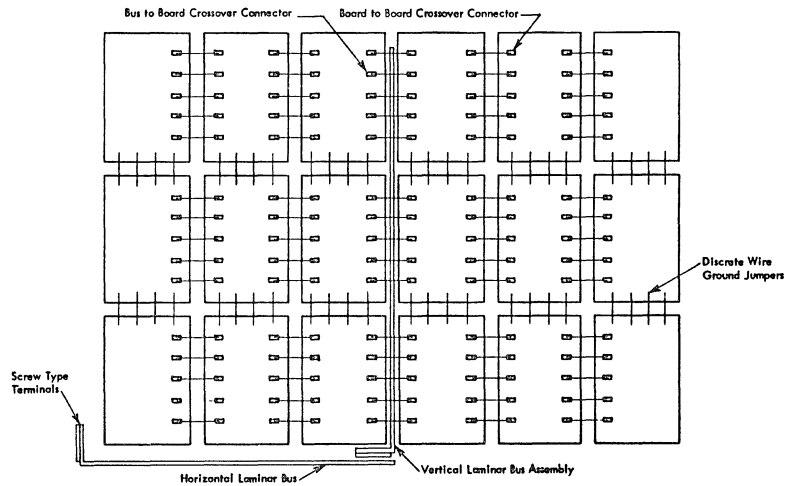 Bus to Board Crossover Connector
Board to Board Crossover Connector
Discrete Wire
Ground Jumpers
Screw Type
Terminals
Vertical Laminar Bus Assembly
Horizontal Laminar Bus